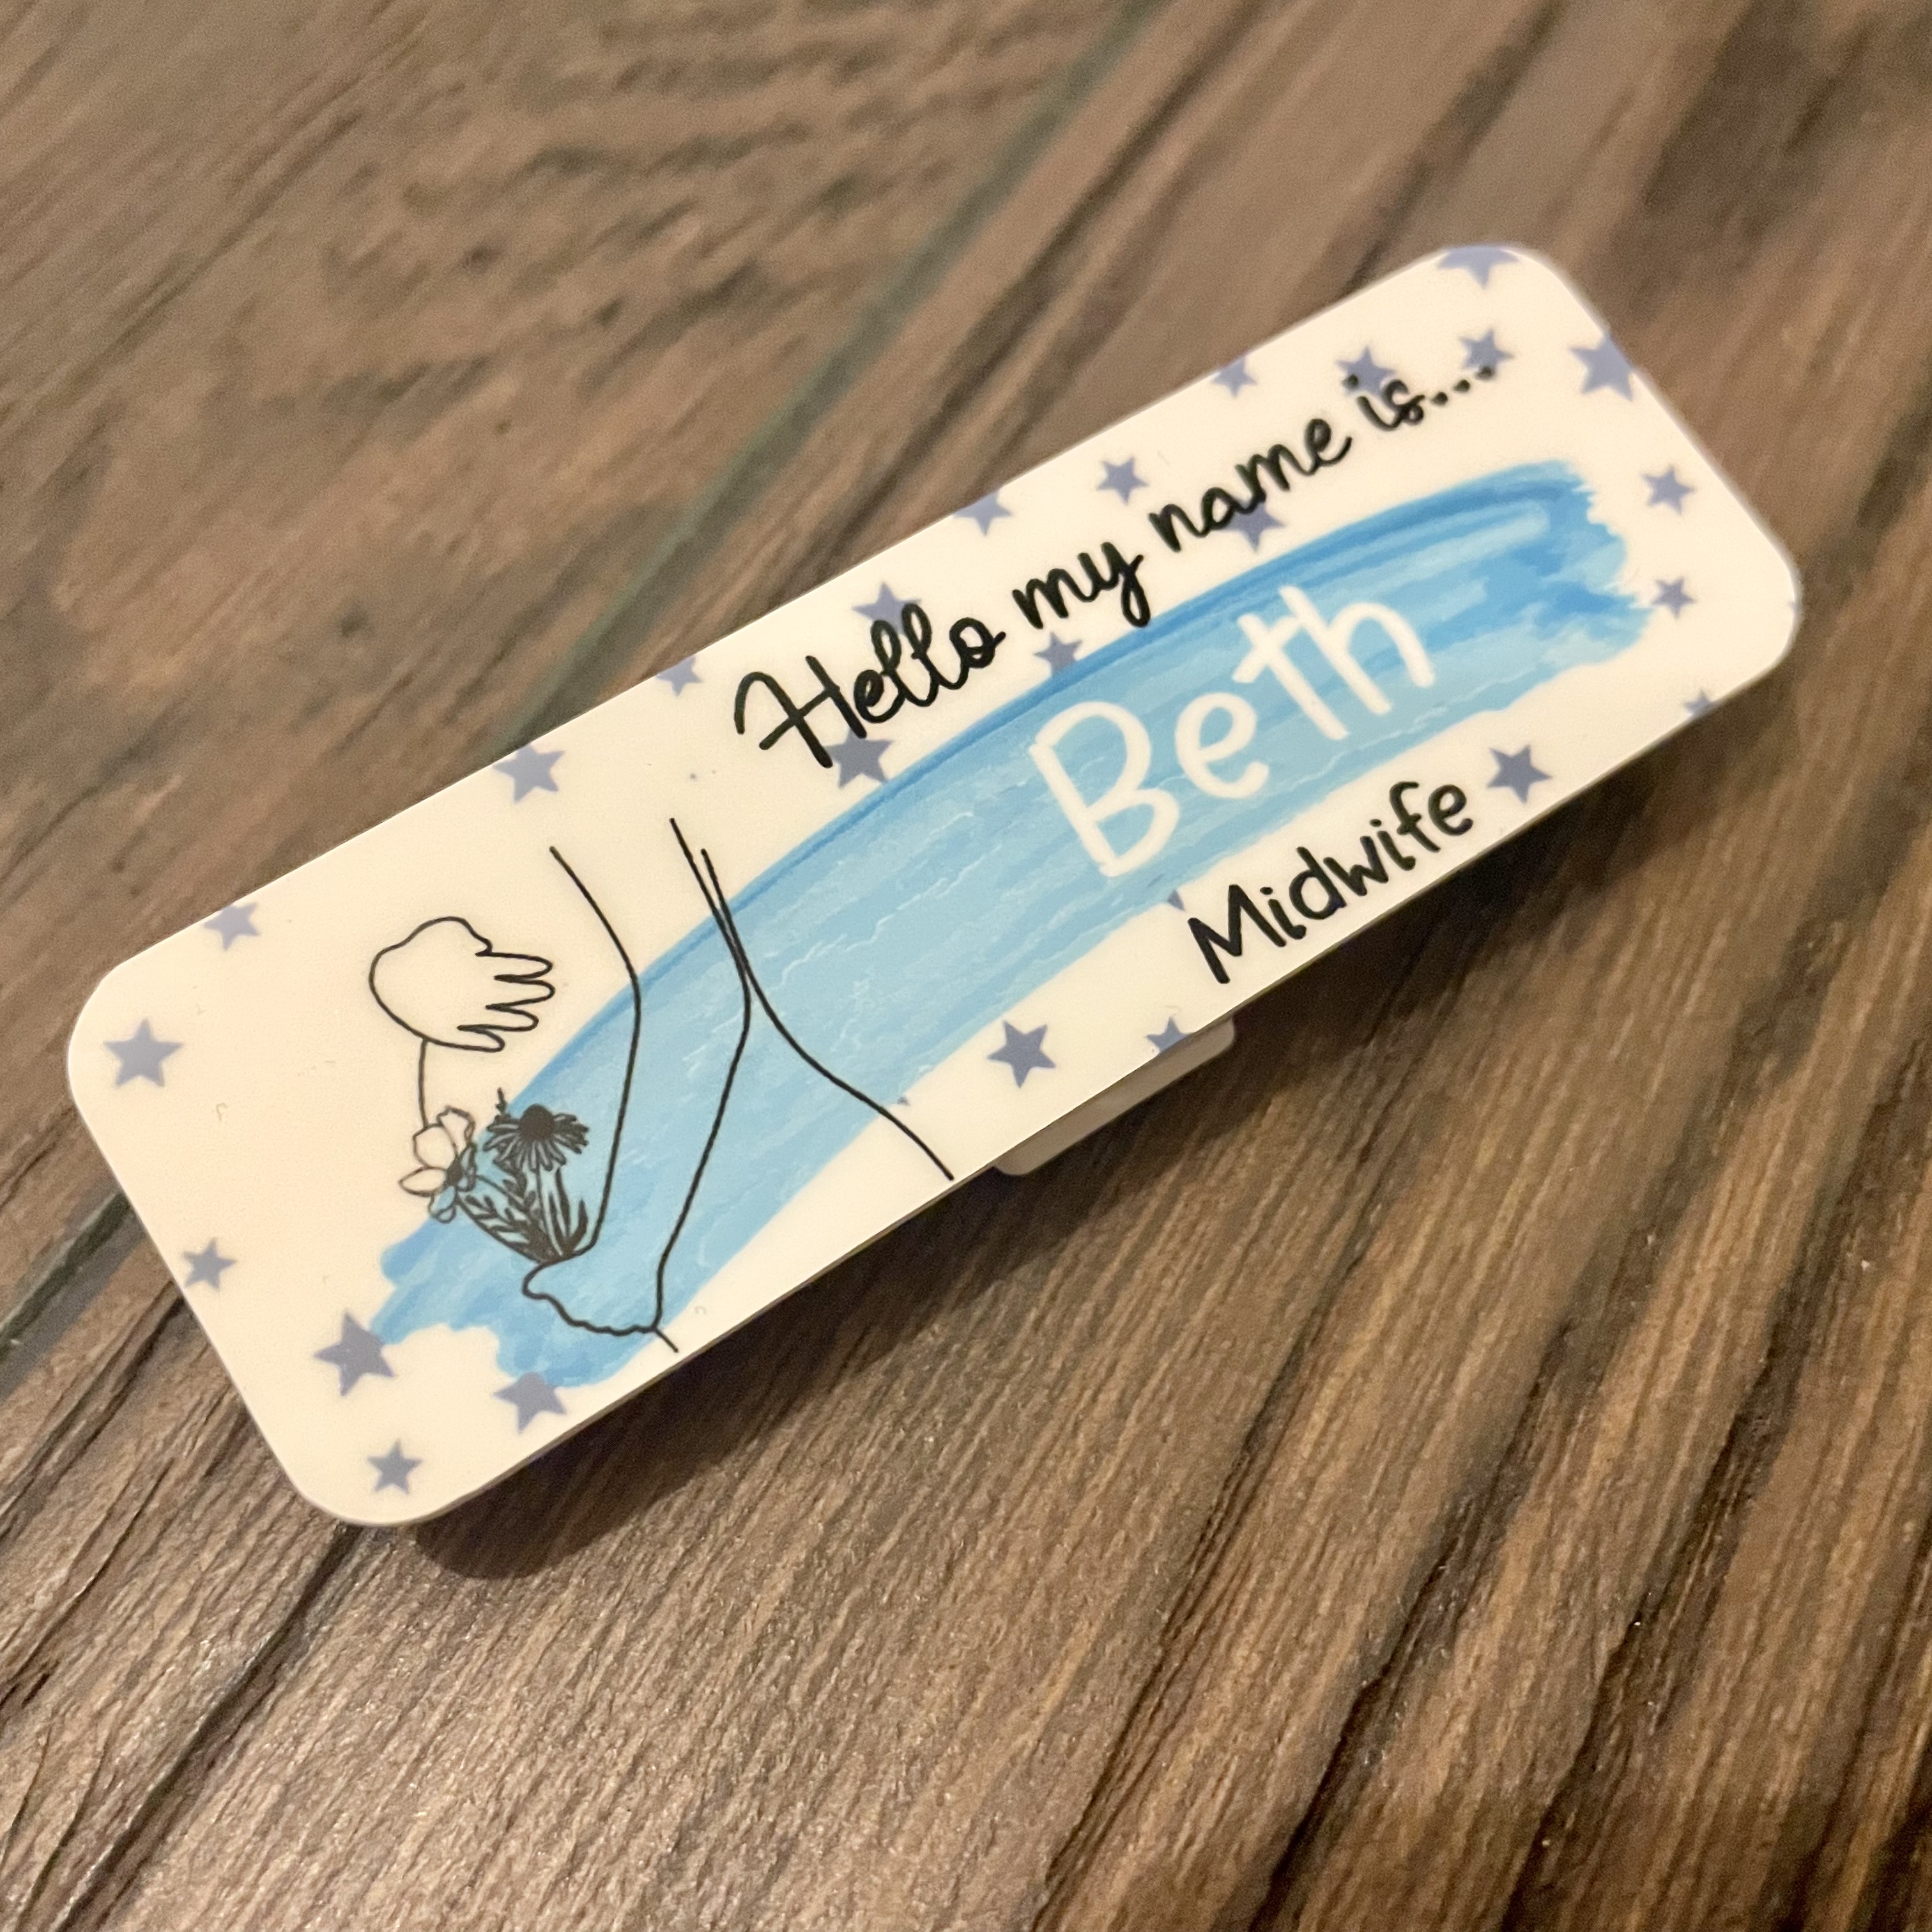 Hello my name is....
Beth
Midwife